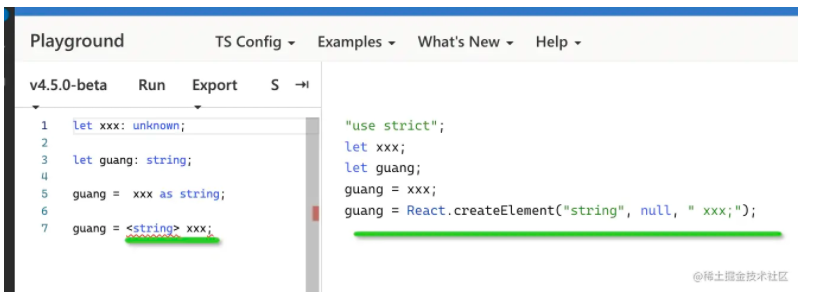 Playground
TS Config
Examples
What's New
Help
v4.5.0-beta
Run
Export
S
1 let xxx: unknown;
2
3 let guang: string;
4
5 guang =  xxx as string;
6
7 guang = <string> xxx;
"use strict";
let xxx;
let guang;
guang = xxx;
guang = React.createElement("string", null, " xxx;");
@稀土掘金技术社区